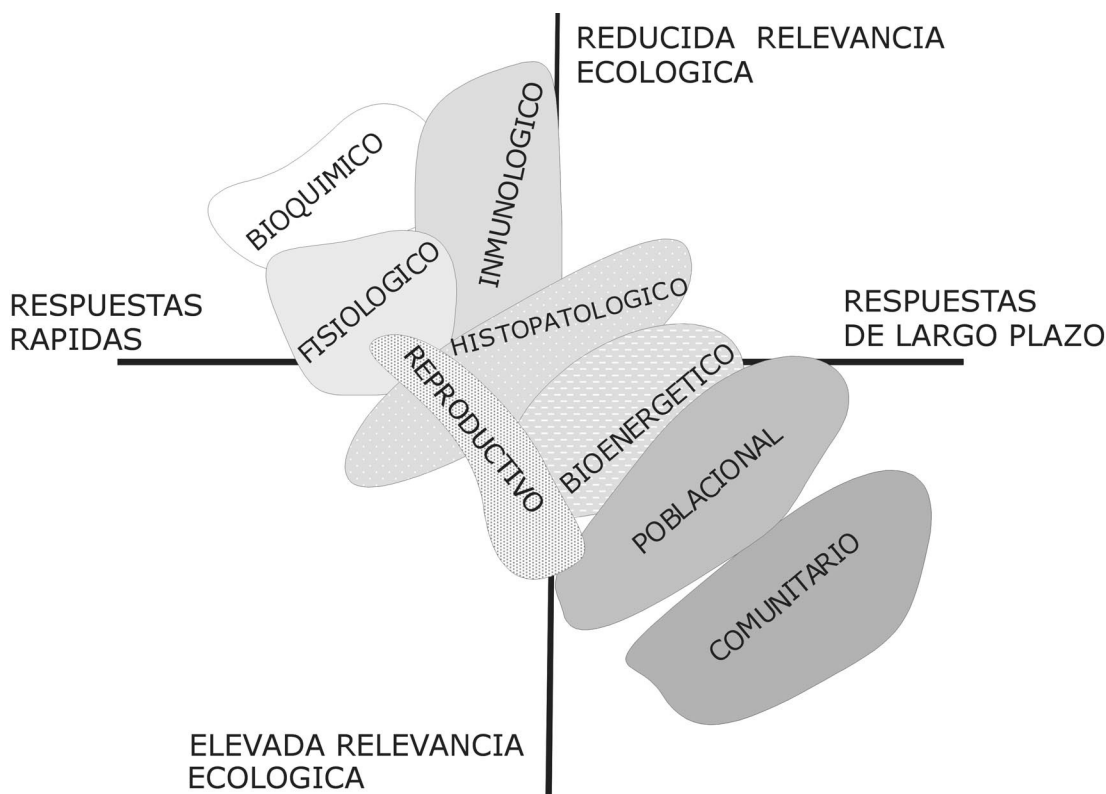 REDUCIDA RELEVANCIA
ECOLOGICA
BIOQUIMICO
INMUNOLOGICO
FISIOLOGICO
HISTOPATOLOGICO
RESPUESTAS
RAPIDAS
RESPUESTAS
DE LARGO PLAZO
REPRODUCTIVO
BIOENERGETICO
POBLACIONAL
COMUNITARIO
ELEVADA RELEVANCIA
ECOLOGICA